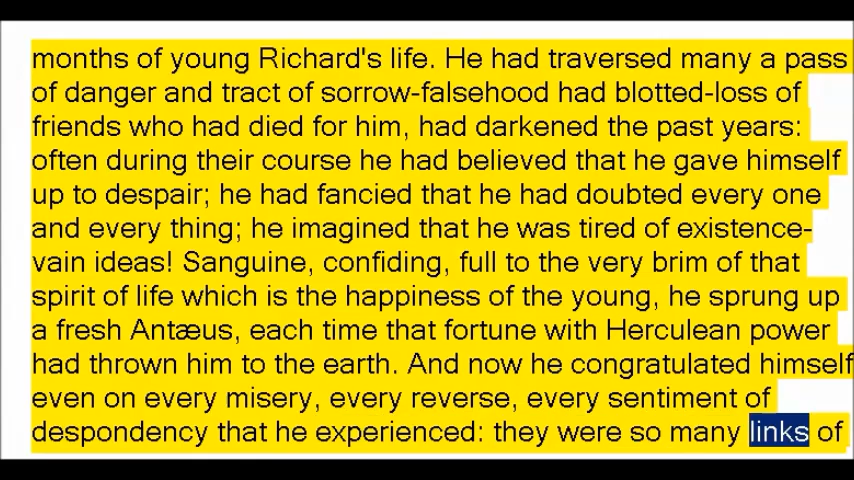 months of young Richard's life. He had traversed many a pass
of danger and tract of sorrow-falsehood had blotted-loss of
friends who had died for him, had darkened the past years:
often during their course he had believed that he gave himself
up to despair; he had fancied that he had doubted every one
and every thing; he imagined that he was tired of existence-
vain ideas! Sanguine, confiding, full to the very brim of that
spirit of life which is the happiness of the young, he sprung up
a fresh Antæus, each time that fortune with Herculean power
had thrown him to the earth. And now he congratulated himself
even on every misery, every reverse, every sentiment of
despondency that he experienced: they were so many links of